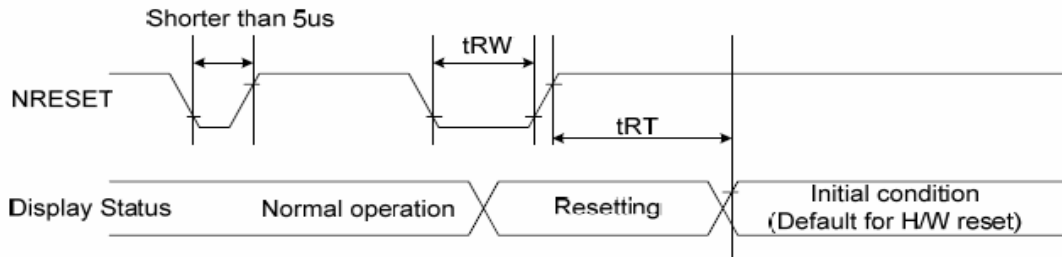 Shorter than 5us
tRW
NRESET
tRT
Display Status
Normal operation
Resetting
Initial condition
(Default for H/W reset)